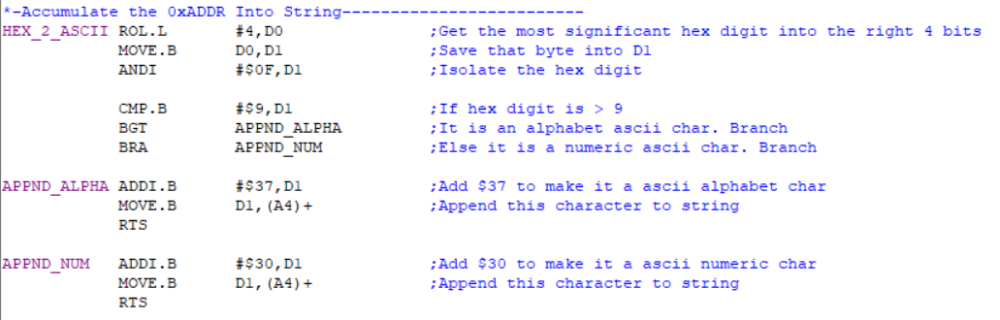 *-Accumulate the 0xADDR Into String-------------------------
HEX_2_ASCII ROL.L #4,D0 ;Get the most significant hex digit into the right 4 bits
MOVE.B D0,D1 ;Save that byte into D1
ANDI #$0F,D1 ;Isolate the hex digit
CMP.B #$9,D1 ;If hex digit is > 9
BGT APPND_ALPHA ;It is an alphabet ascii char. Branch
BRA APPND_NUM ;Else it is a numeric ascii char. Branch
APPND_ALPHA ADDI.B #$37,D1 ;Add $37 to make it a ascii alphabet char
MOVE.B D1,(A4)+ ;Append this character to string
RTS
APPND_NUM ADDI.B #$30,D1 ;Add $30 to make it a ascii numeric char
MOVE.B D1,(A4)+ ;Append this character to string
RTS